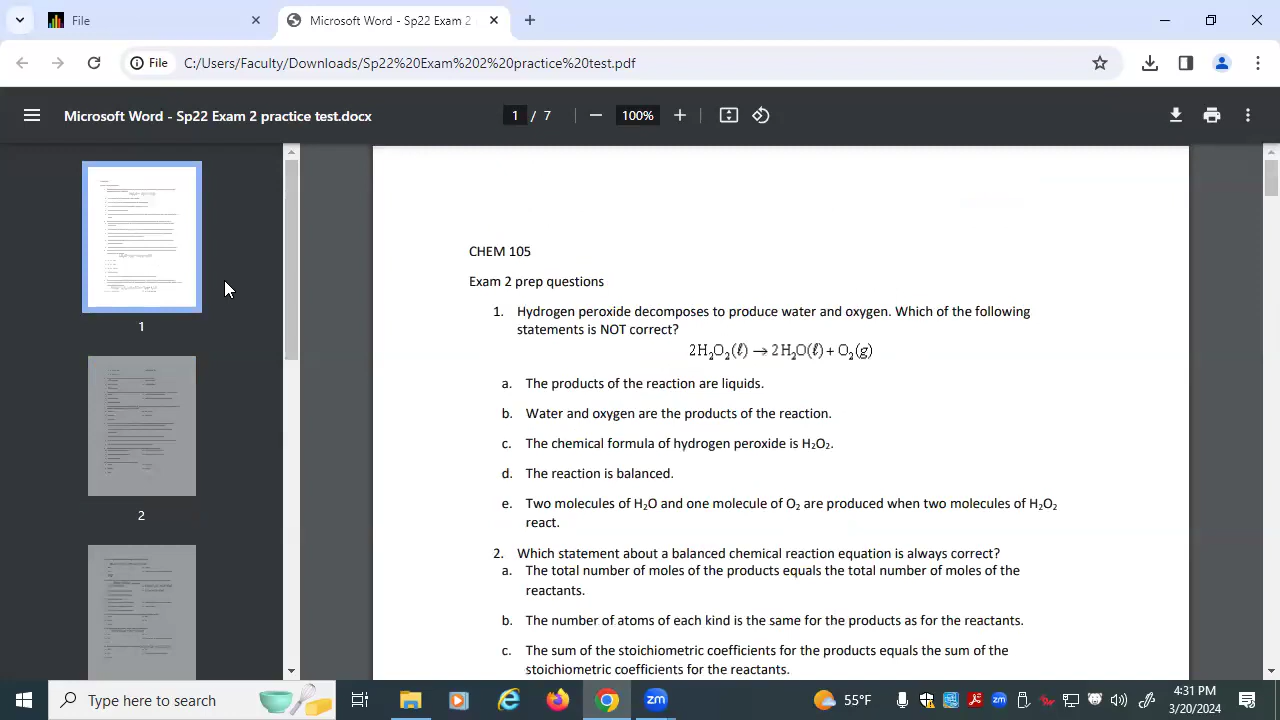 File
Microsoft Word - Sp22 Exam 2
File
C:/Users/Faculty/Downloads/Sp22%20Exam%202%20practice%20test.pdf
Microsoft Word - Sp22 Exam 2 practice test.docx
1 / 7
100%
1
2
CHEM 105
Exam 2 prep questions
1. Hydrogen peroxide decomposes to produce water and oxygen. Which of the following
statements is NOT correct?
2H₂O₂(ℓ) → 2H₂O(ℓ) + O₂(g)
a. The products of the reaction are liquids.
b. Water and oxygen are the products of the reaction.
c. The chemical formula of hydrogen peroxide is H₂O₂.
d. The reaction is balanced.
e. Two molecules of H₂O and one molecule of O₂ are produced when two molecules of H₂O₂
react.
2. Which statement about a balanced chemical reaction equation is always correct?
a. The total number of moles of the products equals the total number of moles of the
reactants.
b. The number of atoms of each kind is the same for the products as for the reactants.
c. The sum of the stoichiometric coefficients for the products equals the sum of the
stoichiometric coefficients for the reactants.
Type here to search
zm
55°F
zm
4:31 PM
3/20/2024